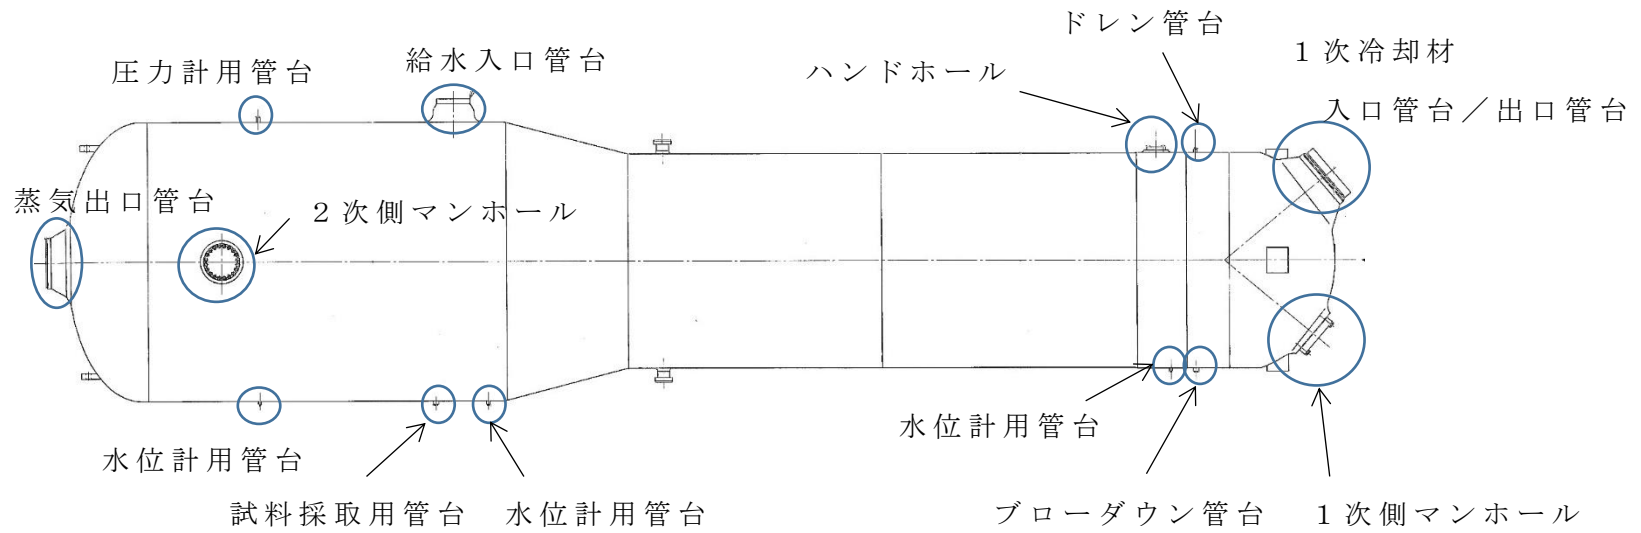 ドレン管台
1次冷却材
入口管台／出口管台
給水入口管台
圧力計用管台
ハンドホール
蒸気出口管台
2次側マンホール
水位計用管台
水位計用管台
試料採取用管台
水位計用管台
ブローダウン管台
1次側マンホール